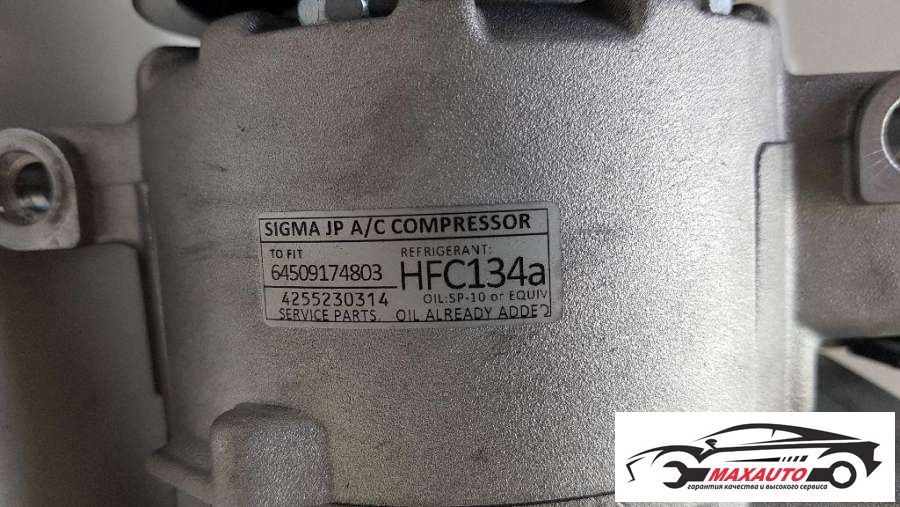 SIGMA JP A/C COMPRESSOR
TO FIT
64509174803
REFRIGERANT:
HFC134a
4255230314
OIL:SP-10 or EQUIV
SERVICE PARTS. OIL ALREADY ADDED
MAXAUTO
гарантия качества и высокого сервиса